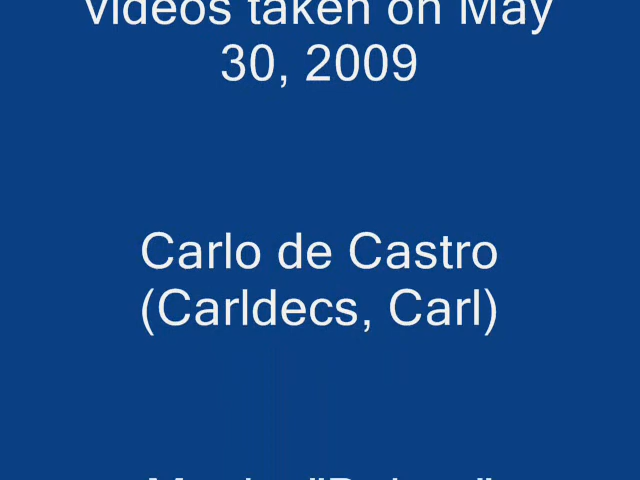 videos taken on May
30, 2009
Carlo de Castro
(Carldecs, Carl)